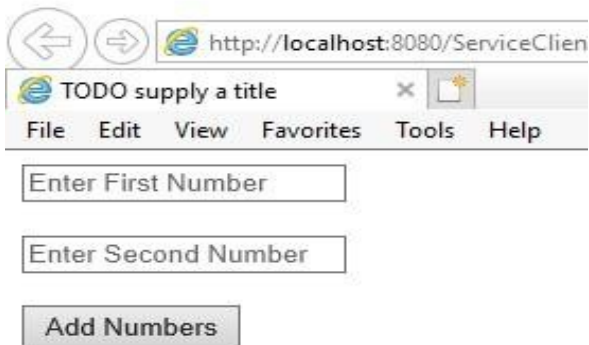 http://localhost:8080/ServiceClien
TODO supply a title
File Edit View Favorites Tools Help
Enter First Number
Enter Second Number
Add Numbers